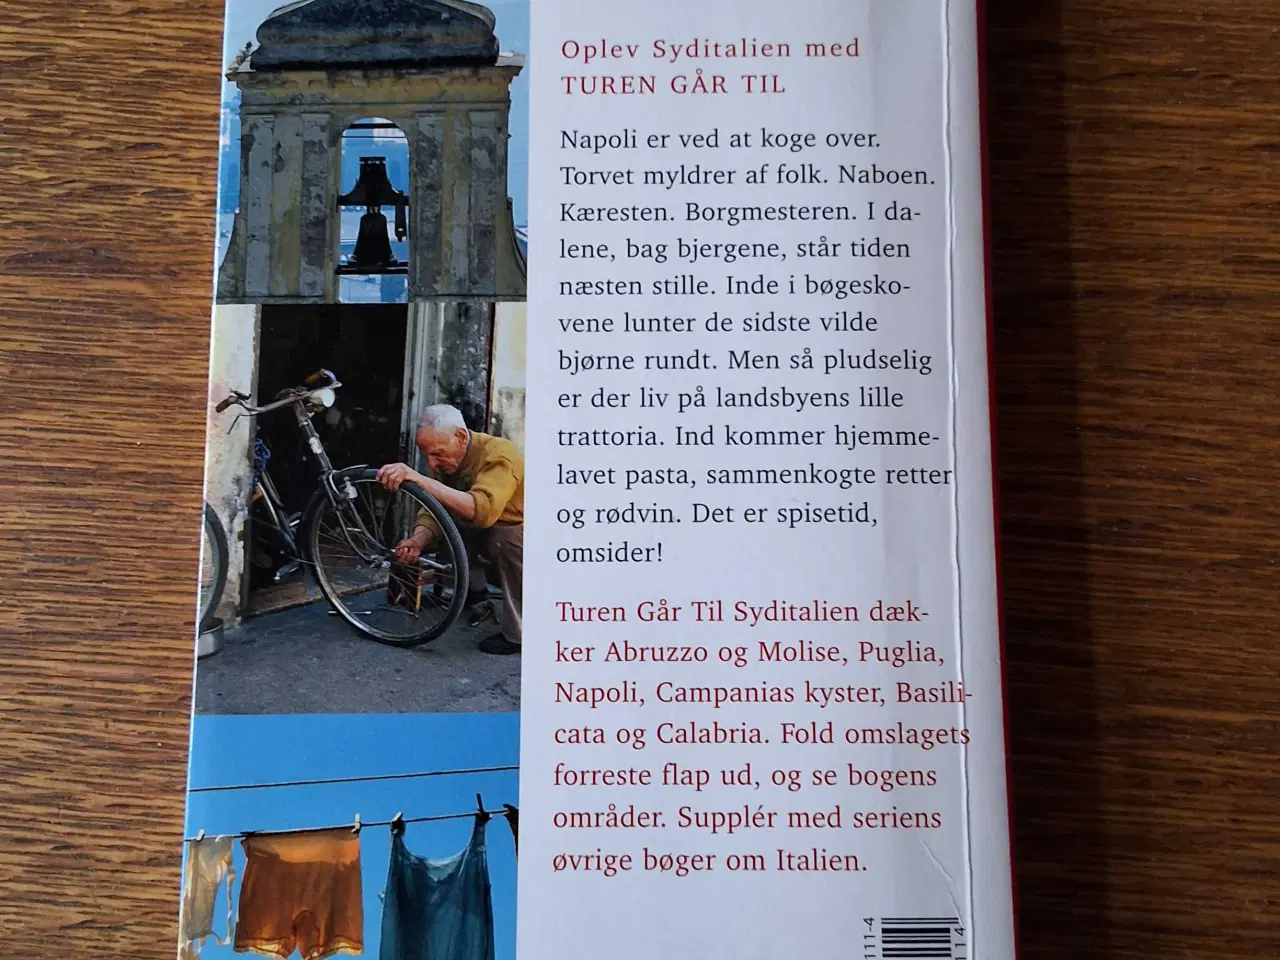 Oplev Syditalien med
TUREN GÅR TIL
Napoli er ved at koge over.
Torvet myldrer af folk. Naboen.
Kæresten. Borgmesteren. I da-
lene, bag bjergene, står tiden
næsten stille. Inde i bøgesko-
vene lunter de sidste vilde
bjørne rundt. Men så pludselig
er der liv på landsbyens lille
trattoria. Ind kommer hjemme-
lavet pasta, sammenkogte retter
og rødvin. Det er spisetid,
omsider!
Turen Går Til Syditalien dæk-
ker Abruzzo og Molise, Puglia,
Napoli, Campanias kyster, Basili-
cata og Calabria. Fold omslagets
forreste flap ud, og se bogens
områder. Supplér med seriens
øvrige bøger om Italien.
111-4
114